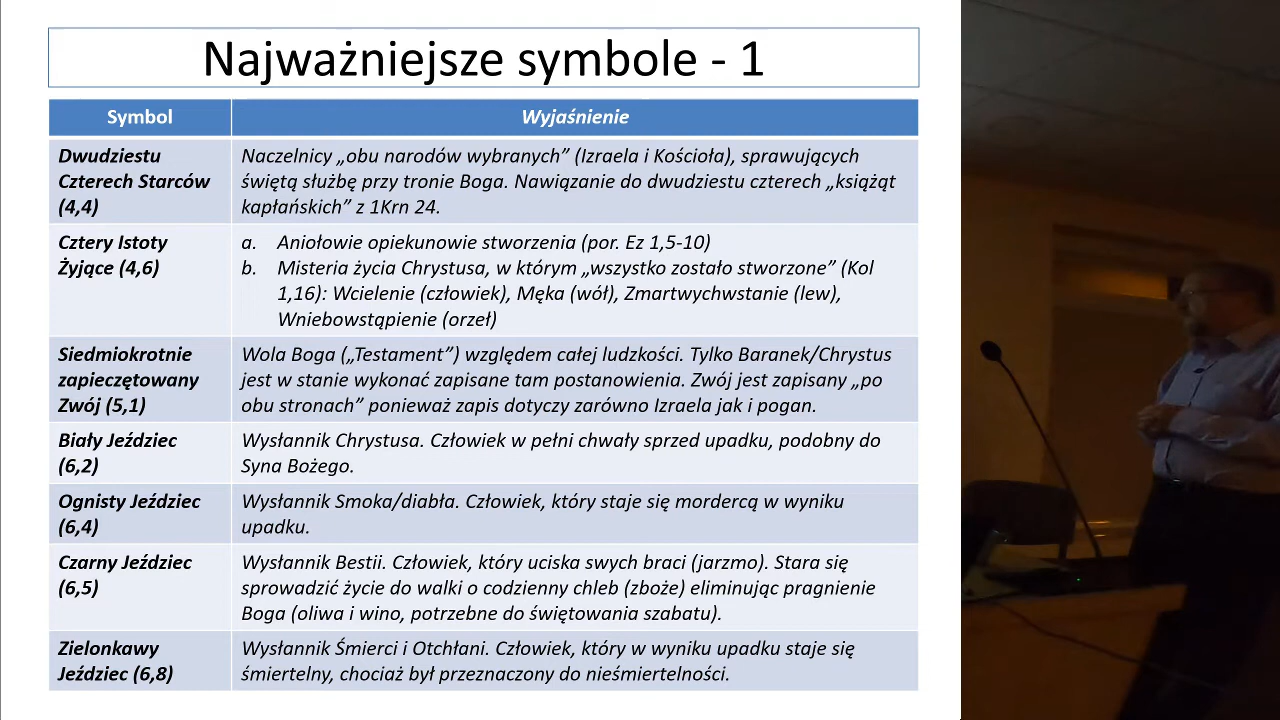 Najważniejsze symbole - 1
Symbol
Wyjaśnienie
Dwudziestu
Czterech Starców
(4,4)
Naczelnicy „obu narodów wybranych” (Izraela i Kościoła), sprawujących
świętą służbę przy tronie Boga. Nawiązanie do dwudziestu czterech „książąt
kapłańskich” z 1Krn 24.
Cztery Istoty
Żyjące (4,6)
a. Aniołowie opiekunowie stworzenia (por. Ez 1,5-10)
b. Misteria życia Chrystusa, w którym „wszystko zostało stworzone” (Kol
1,16): Wcielenie (człowiek), Męka (wół), Zmartwychwstanie (lew),
Wniebowstąpienie (orzeł)
Siedmiokrotnie
zapieczętowany
Zwój (5,1)
Wola Boga („Testament”) względem całej ludzkości. Tylko Baranek/Chrystus
jest w stanie wykonać zapisane tam postanowienia. Zwój jest zapisany „po
obu stronach” ponieważ zapis dotyczy zarówno Izraela jak i pogan.
Biały Jeździec
(6,2)
Wysłannik Chrystusa. Człowiek w pełni chwały sprzed upadku, podobny do
Syna Bożego.
Ognisty Jeździec
(6,4)
Wysłannik Smoka/diabła. Człowiek, który staje się mordercą w wyniku
upadku.
Czarny Jeździec
(6,5)
Wysłannik Bestii. Człowiek, który uciska swych braci (jarzmo). Stara się
sprowadzić życie do walki o codzienny chleb (zboże) eliminując pragnienie
Boga (oliwa i wino, potrzebne do świętowania szabatu).
Zielonkawy
Jeździec (6,8)
Wysłannik Śmierci i Otchłani. Człowiek, który w wyniku upadku staje się
śmiertelny, chociaż był przeznaczony do nieśmiertelności.